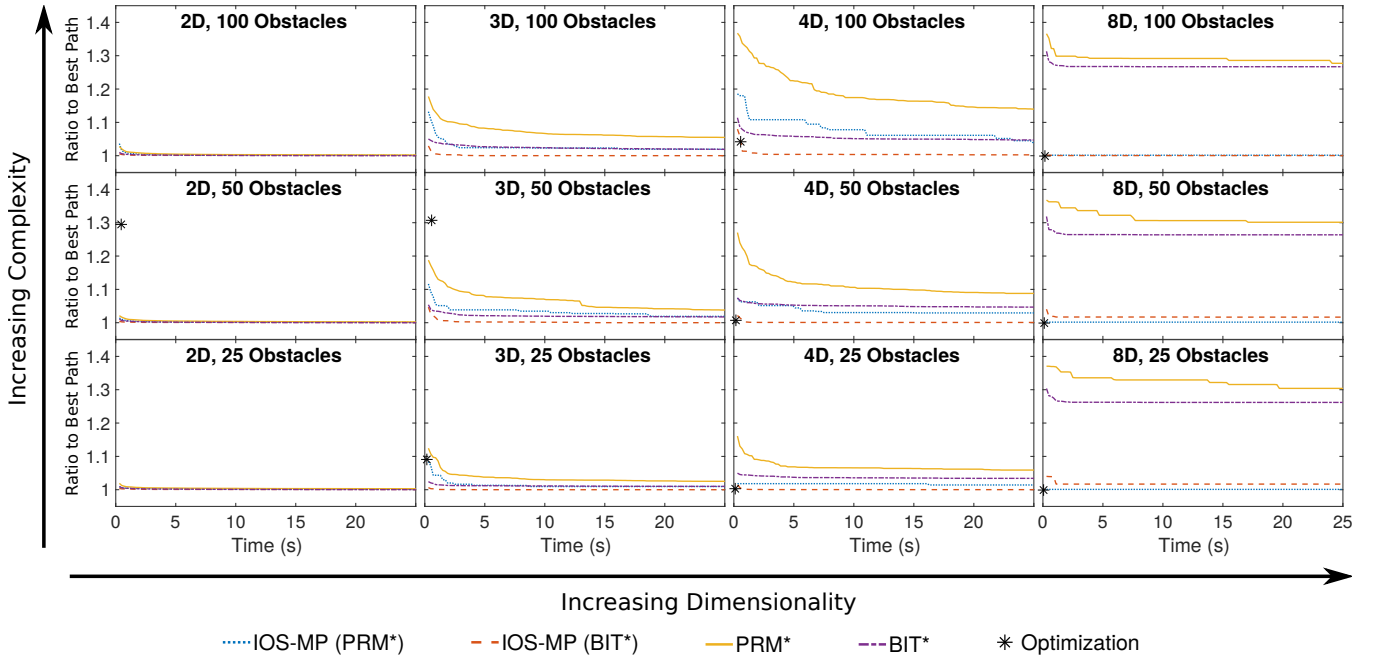 Increasing Complexity
Ratio to Best Path
1.4
1.3
1.2
1.1
1
2D, 100 Obstacles
3D, 100 Obstacles
4D, 100 Obstacles
8D, 100 Obstacles
Ratio to Best Path
1.4
1.3
1.2
1.1
1
2D, 50 Obstacles
3D, 50 Obstacles
4D, 50 Obstacles
8D, 50 Obstacles
Ratio to Best Path
1.4
1.3
1.2
1.1
1
2D, 25 Obstacles
3D, 25 Obstacles
4D, 25 Obstacles
8D, 25 Obstacles
0 5 10 15 20 0 5 10 15 20 0 5 10 15 20 0 5 10 15 20 25
Time (s) Time (s) Time (s) Time (s)
Increasing Dimensionality
IOS-MP (PRM*) IOS-MP (BIT*) PRM* BIT* Optimization